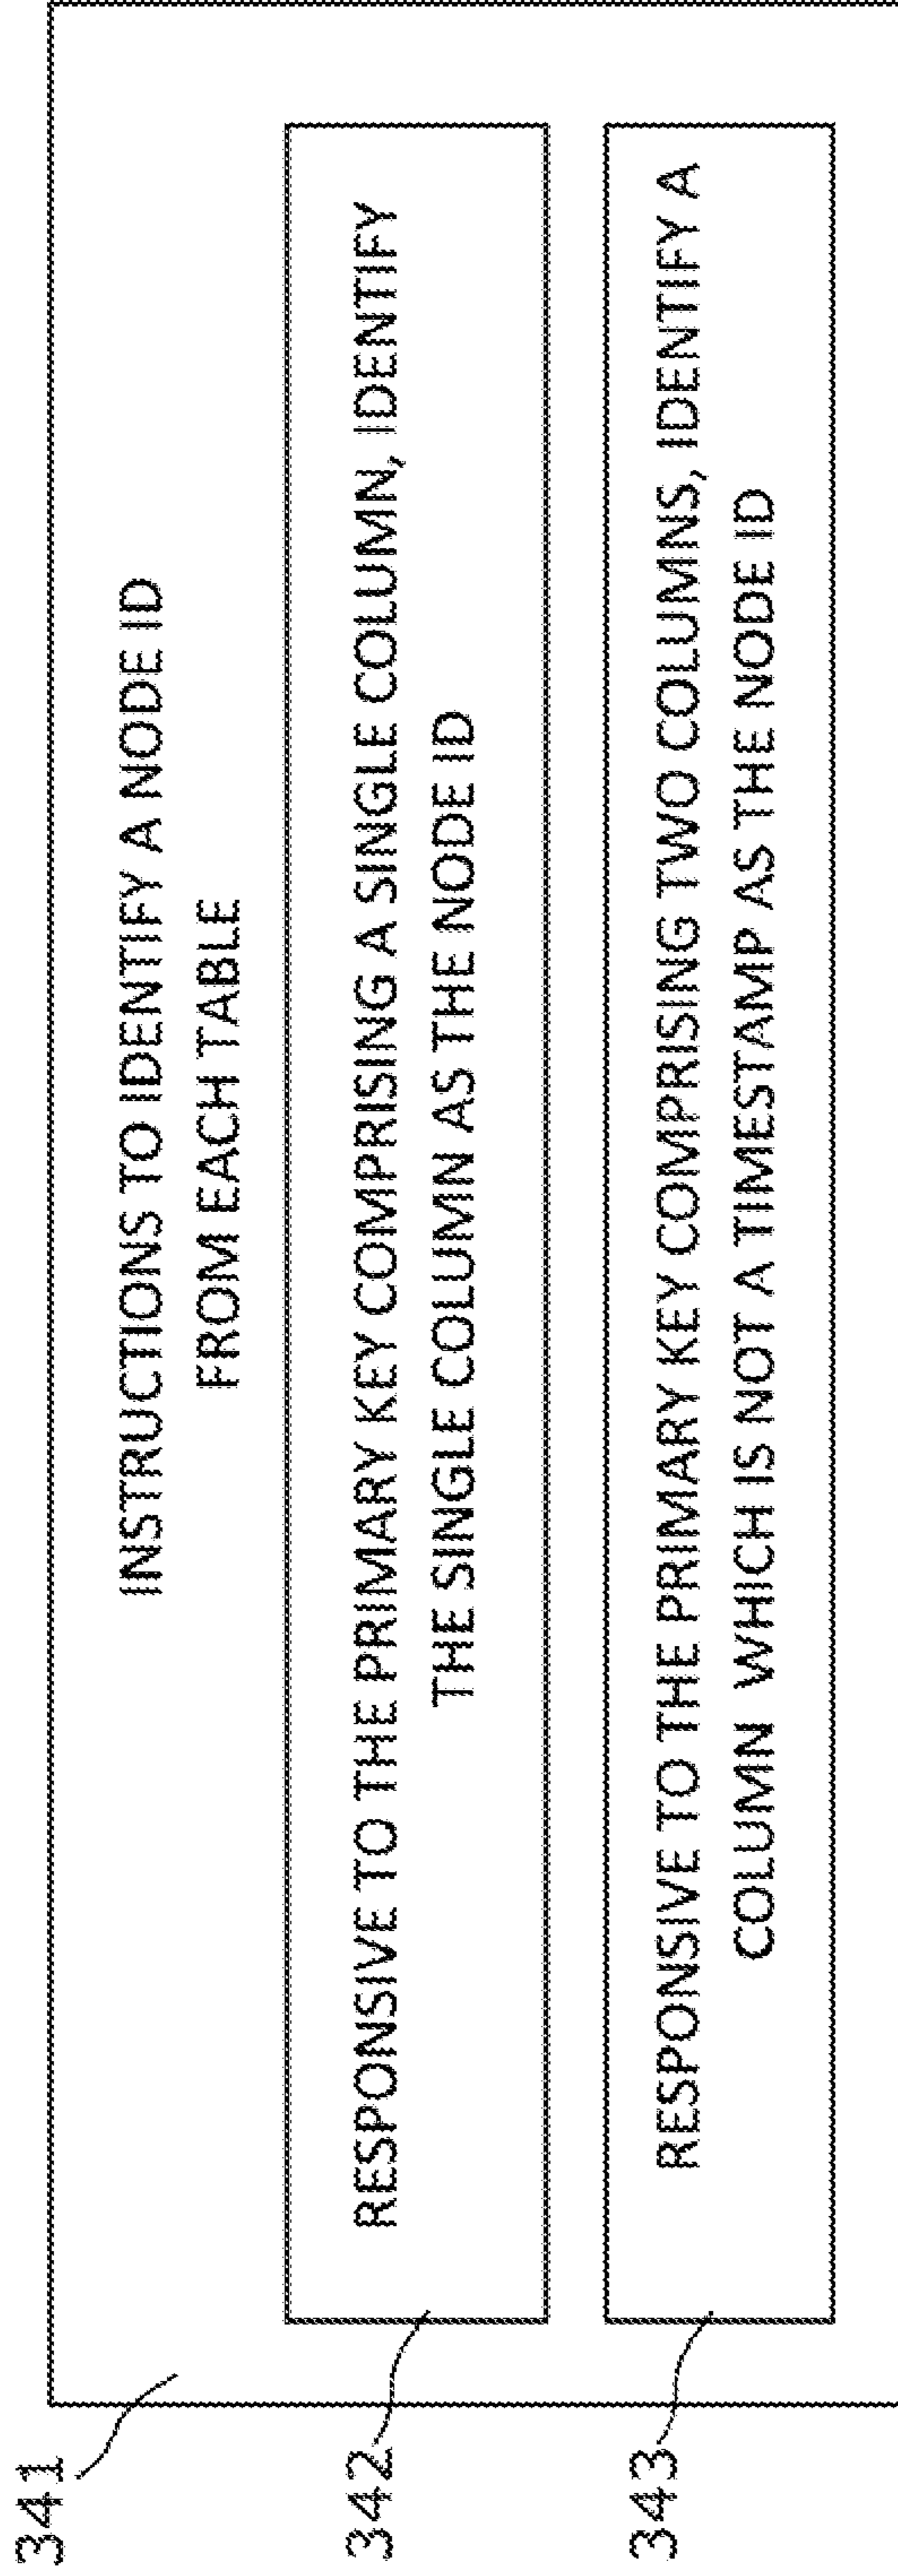 341
INSTRUCTIONS TO IDENTIFY A NODE ID
FROM EACH TABLE
342
RESPONSIVE TO THE PRIMARY KEY COMPRISING A SINGLE COLUMN, IDENTIFY
THE SINGLE COLUMN AS THE NODE ID
343
RESPONSIVE TO THE PRIMARY KEY COMPRISING TWO COLUMNS, IDENTIFY A
COLUMN WHICH IS NOT A TIMESTAMP AS THE NODE ID